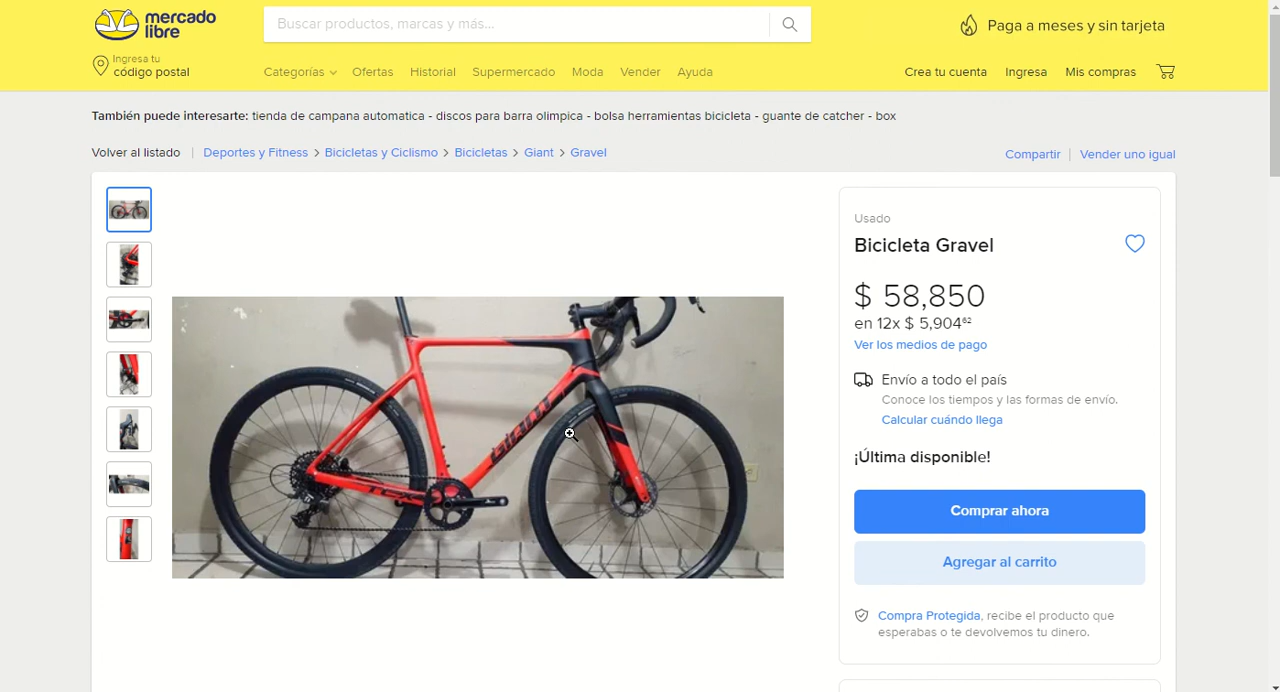 mercado
libre
Buscar productos, marcas y más...
Paga a meses y sin tarjeta
Ingresa tu
código postal
Categorías
Ofertas
Historial
Supermercado
Moda
Vender
Ayuda
Crea tu cuenta
Ingresa
Mis compras
También puede interesarte: tienda de campana automatica - discos para barra olimpica - bolsa herramientas bicicleta - guante de catcher - box
Volver al listado | Deportes y Fitness > Bicicletas y Ciclismo > Bicicletas > Giant > Gravel
Compartir | Vender uno igual
Usado
Bicicleta Gravel
$ 58,850
en 12x $ 5,904⁶²
Ver los medios de pago
Envío a todo el país
Conoce los tiempos y las formas de envío.
Calcular cuándo llega
¡Última disponible!
Comprar ahora
Agregar al carrito
Compra Protegida, recibe el producto que
esperabas o te devolvemos tu dinero.
GIANT
TCX